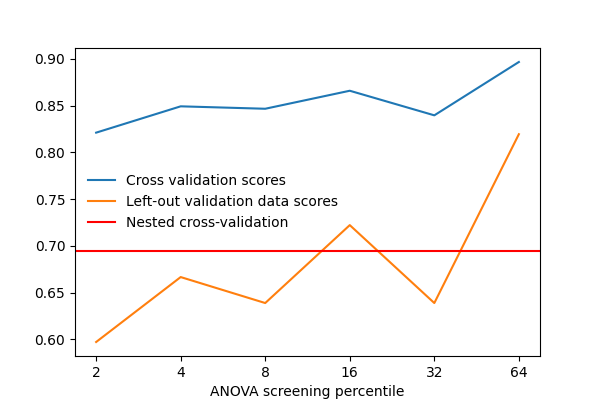 0.90
0.85
0.80
0.75
0.70
0.65
0.60
Cross validation scores
Left-out validation data scores
Nested cross-validation
2 4 8 16 32 64
ANOVA screening percentile